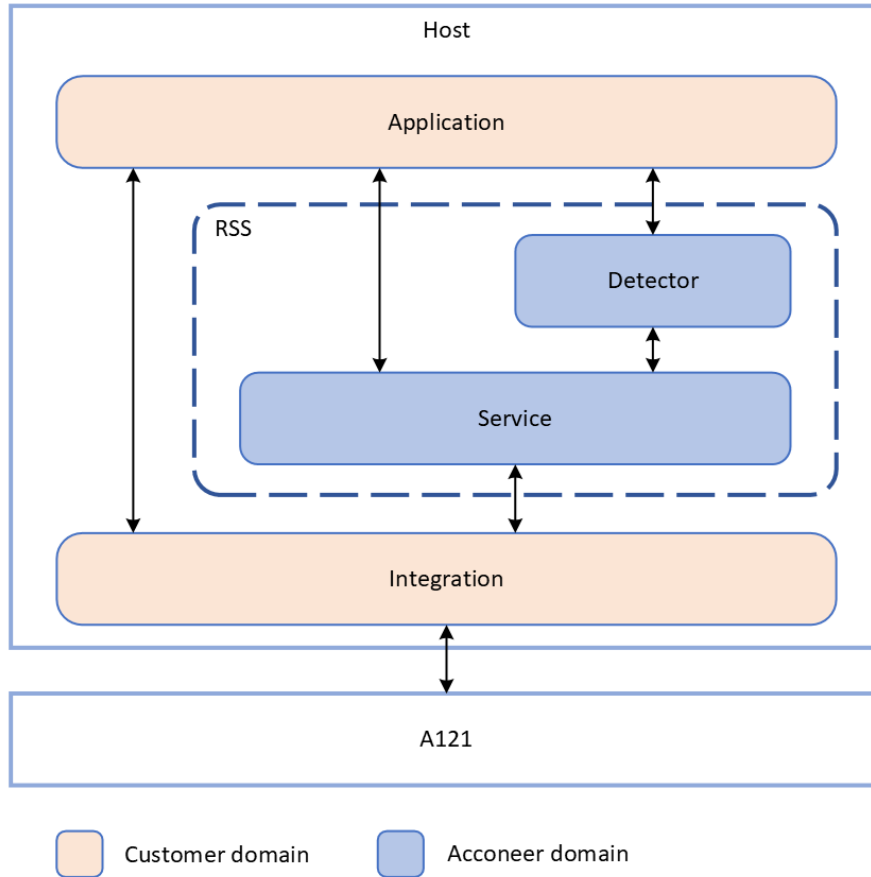 Host
Application
RSS
Detector
Service
Integration
A121
Customer domain
Acconeer domain